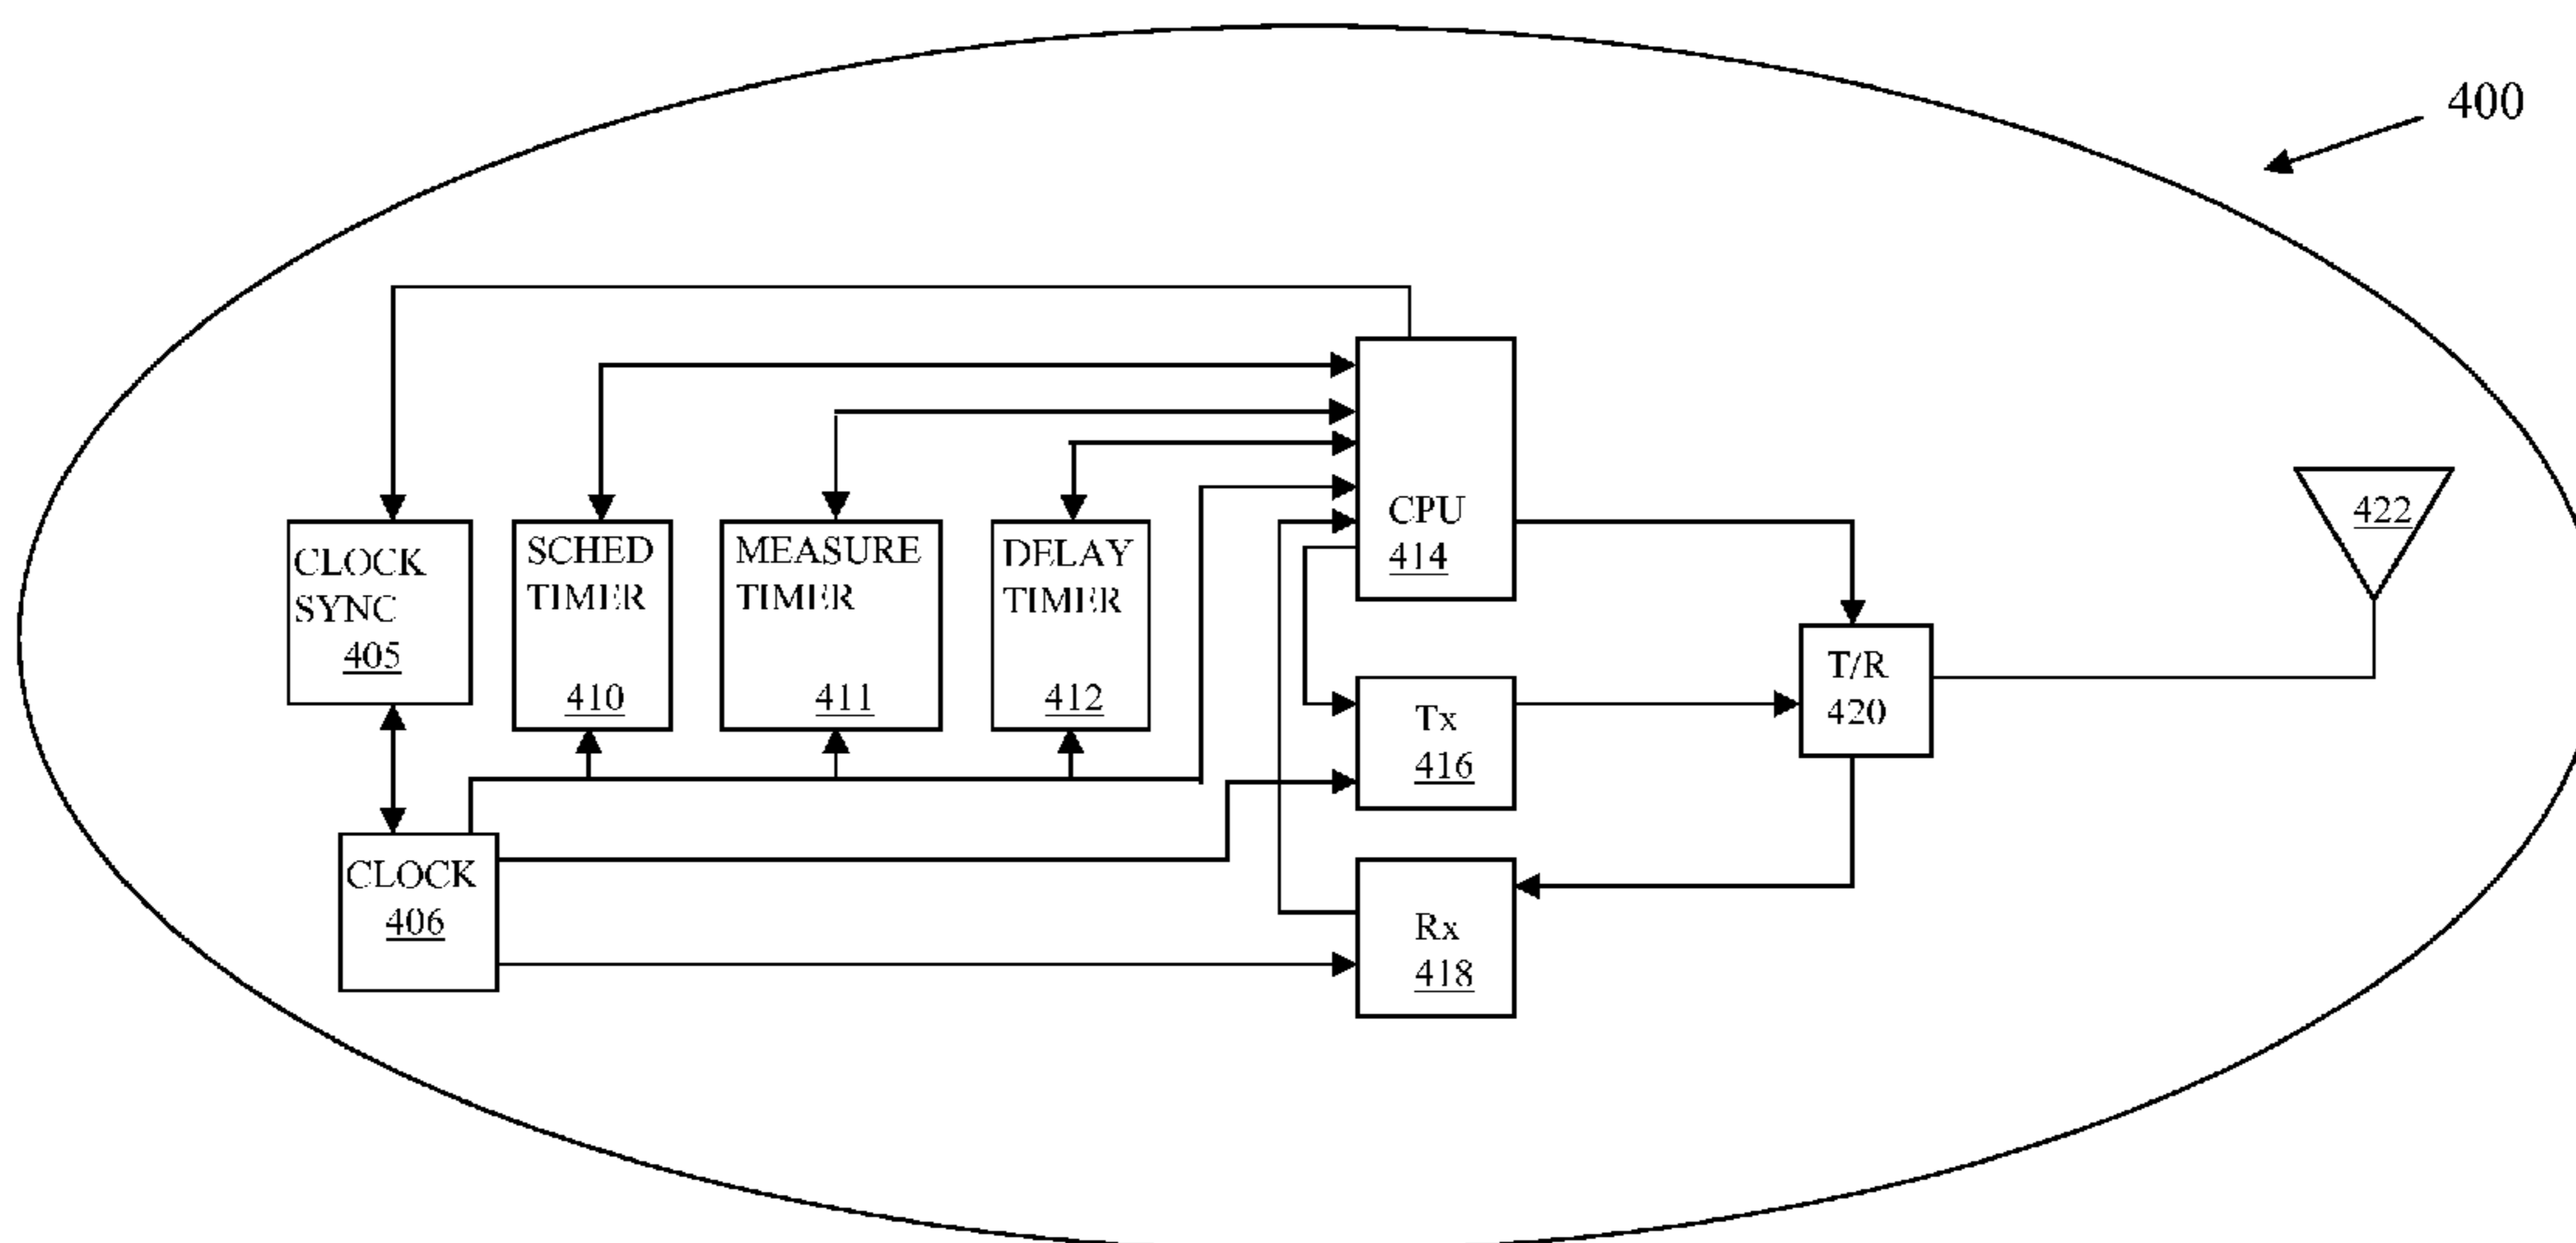 400
CLOCK
SYNC
405
SCHED
TIMER
410
MEASURE
TIMER
411
DELAY
TIMER
412
CPU
414
422
T/R
420
Tx
416
CLOCK
406
Rx
418